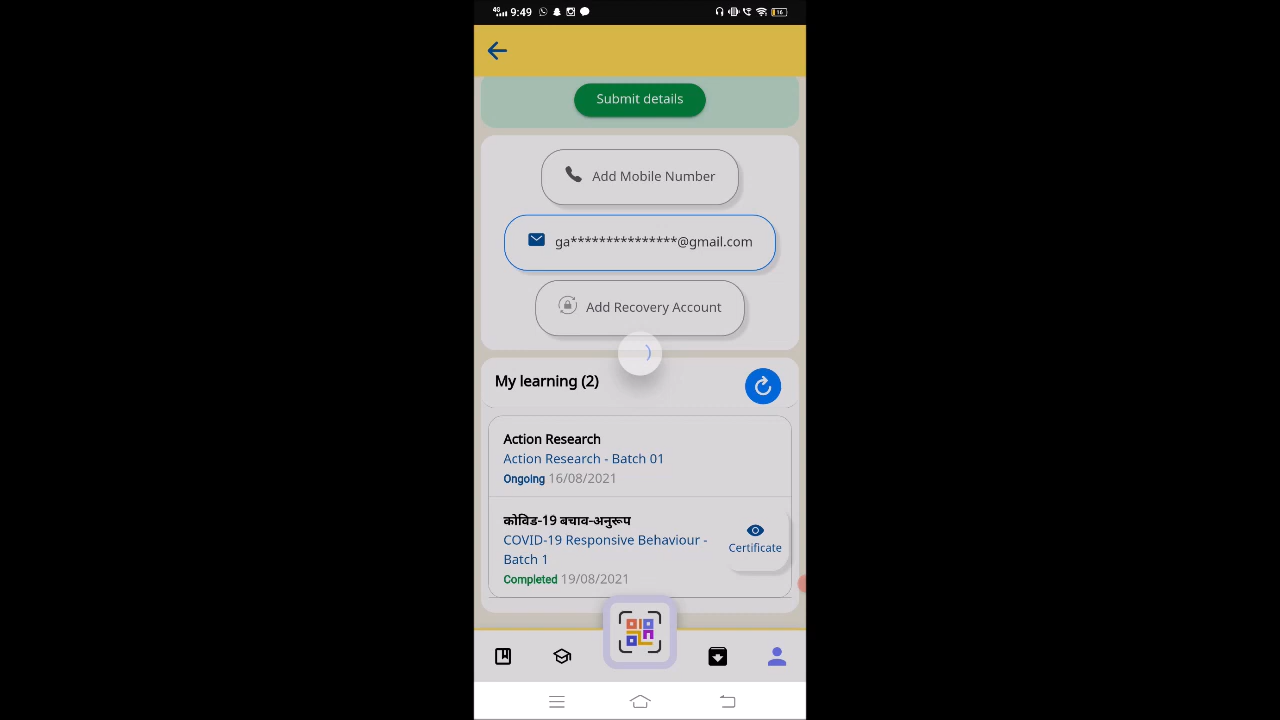 4G 9:49 16
Submit details
Add Mobile Number
ga***************@gmail.com
Add Recovery Account
My learning (2)
Action Research
Action Research - Batch 01
Ongoing 16/08/2021
कोविड-19 बचाव-अनुरूप
COVID-19 Responsive Behaviour -
Batch 1
Certificate
Completed 19/08/2021